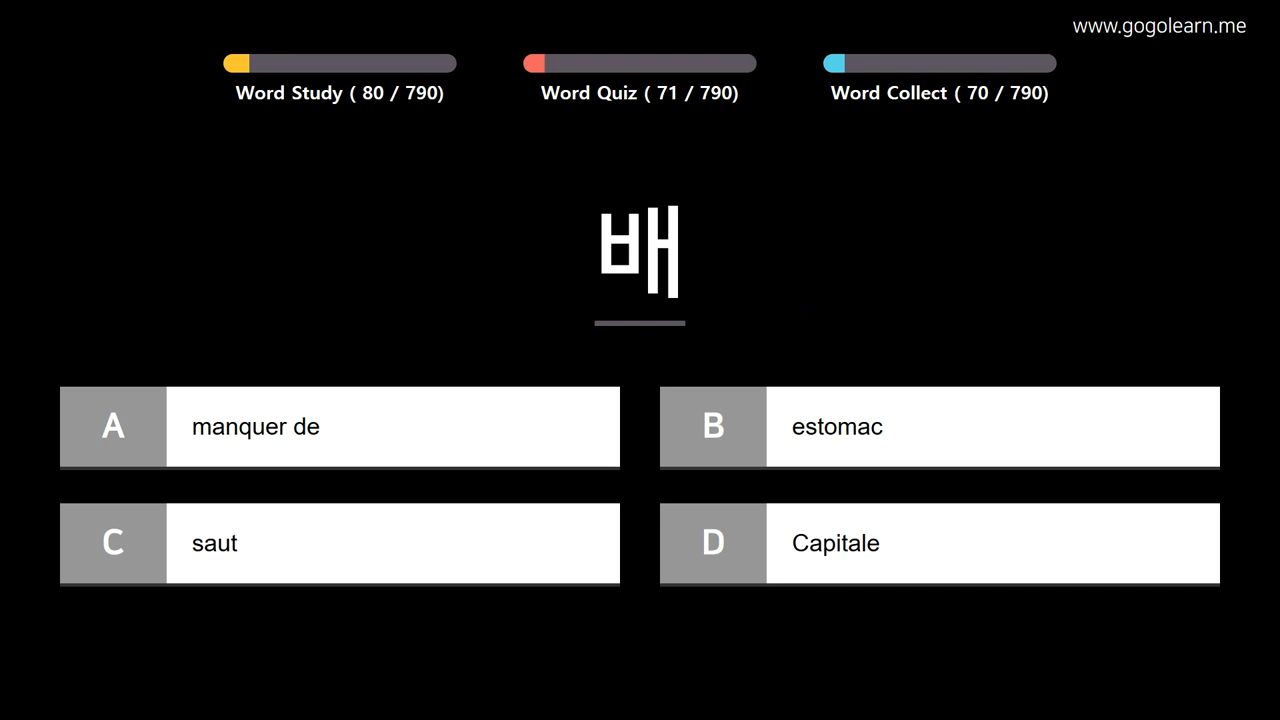 www.gogolearn.me
Word Study ( 80 / 790)
Word Quiz ( 71 / 790)
Word Collect ( 70 / 790)
배
A manquer de
B estomac
C saut
D Capitale